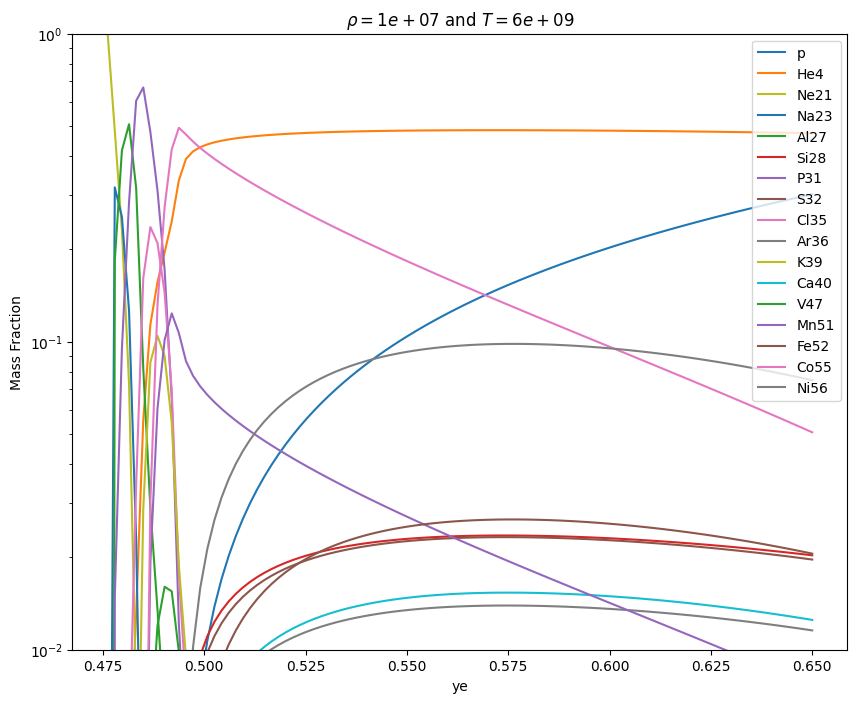 ρ = 1e + 07 and T = 6e + 09
Mass Fraction
10⁰
10⁻¹
10⁻²
p
He4
Ne21
Na23
Al27
Si28
P31
S32
Cl35
Ar36
K39
Ca40
V47
Mn51
Fe52
Co55
Ni56
0.475 0.500 0.525 0.550 0.575 0.600 0.625 0.650
ye